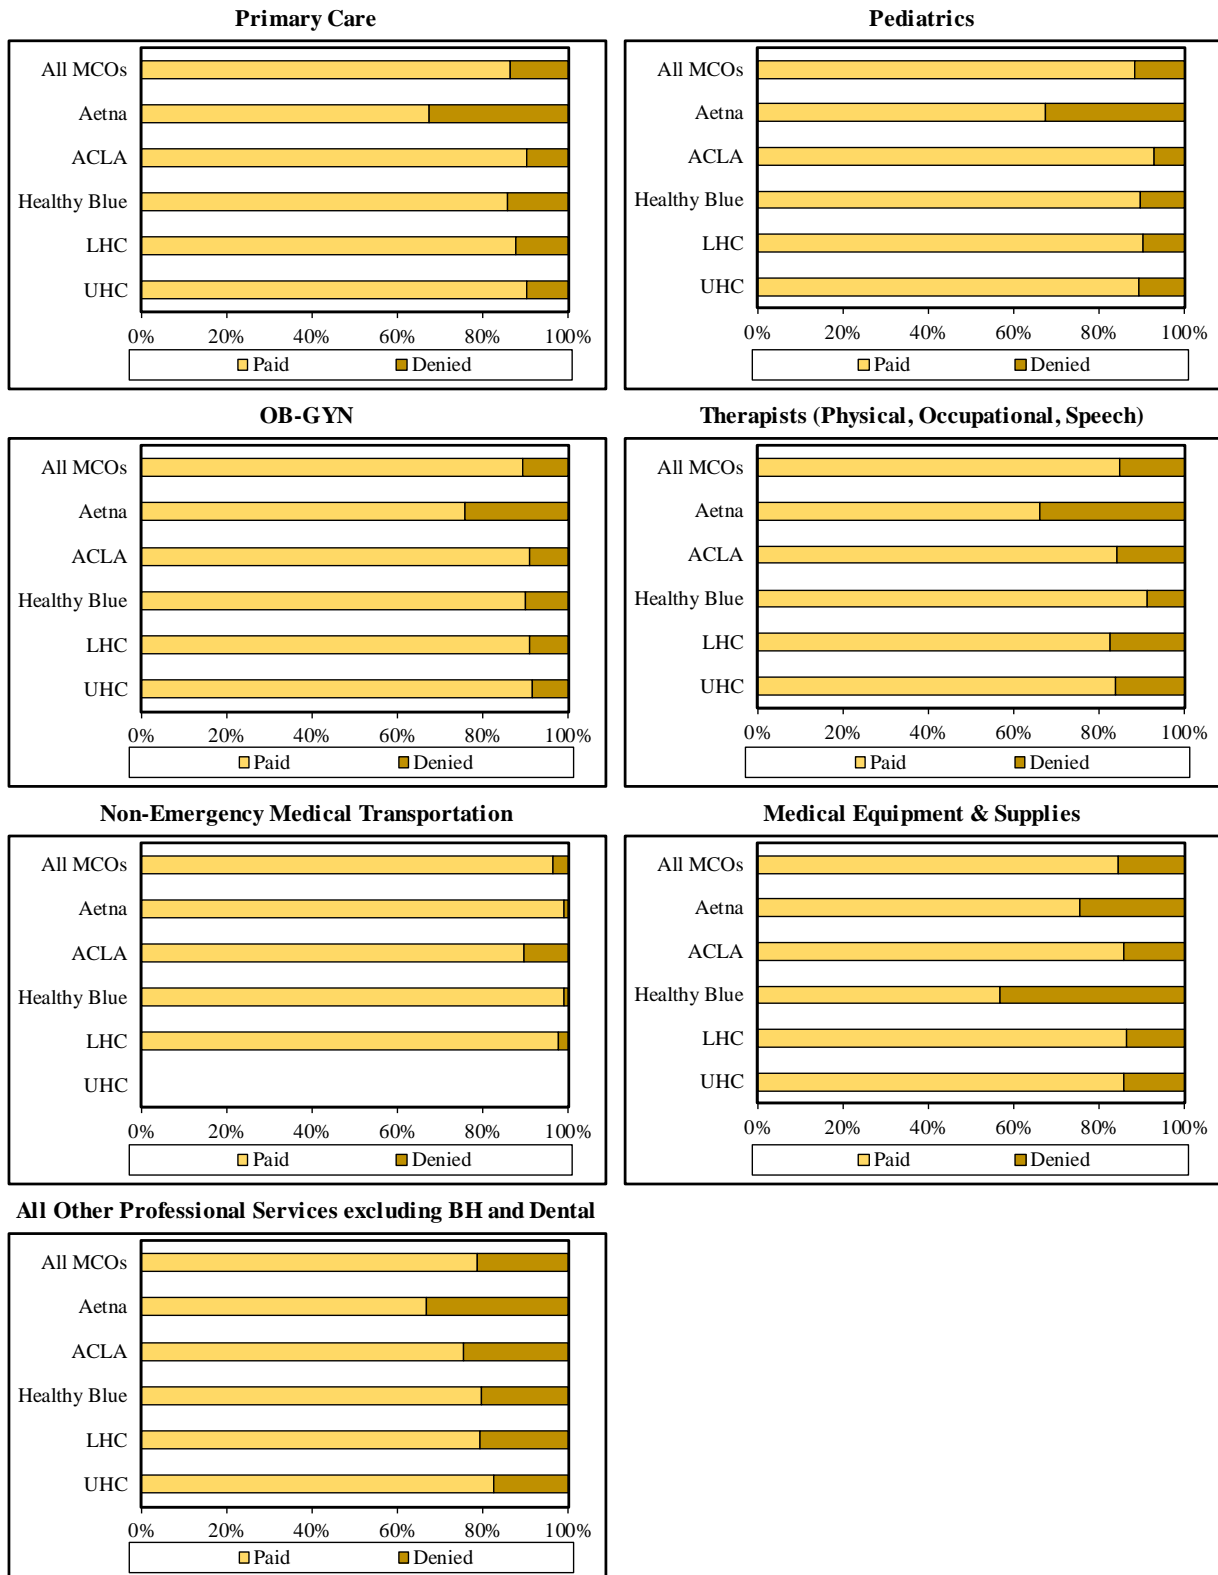 Primary Care
All MCOs
Aetna
ACLA
Healthy Blue
LHC
UHC
0% 20% 40% 60% 80% 100%
Paid Denied
Pediatrics
All MCOs
Aetna
ACLA
Healthy Blue
LHC
UHC
0% 20% 40% 60% 80% 100%
Paid Denied
OB-GYN
All MCOs
Aetna
ACLA
Healthy Blue
LHC
UHC
0% 20% 40% 60% 80% 100%
Paid Denied
Therapists (Physical, Occupational, Speech)
All MCOs
Aetna
ACLA
Healthy Blue
LHC
UHC
0% 20% 40% 60% 80% 100%
Paid Denied
Non-Emergency Medical Transportation
All MCOs
Aetna
ACLA
Healthy Blue
LHC
UHC
0% 20% 40% 60% 80% 100%
Paid Denied
Medical Equipment & Supplies
All MCOs
Aetna
ACLA
Healthy Blue
LHC
UHC
0% 20% 40% 60% 80% 100%
Paid Denied
All Other Professional Services excluding BH and Dental
All MCOs
Aetna
ACLA
Healthy Blue
LHC
UHC
0% 20% 40% 60% 80% 100%
Paid Denied